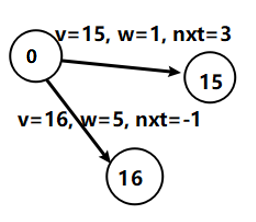 v=15, w=1, nxt=3
0
15
v=16, w=5, nxt=-1
16